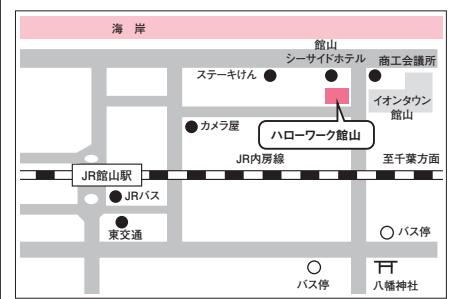 海岸
館山
シーサイドホテル
商工会議所
ステーキけん
イオンタウン
館山
カメラ屋
ハローワーク館山
JR内房線
至千葉方面
JR館山駅
JRバス
東交通
バス停
バス停
八幡神社